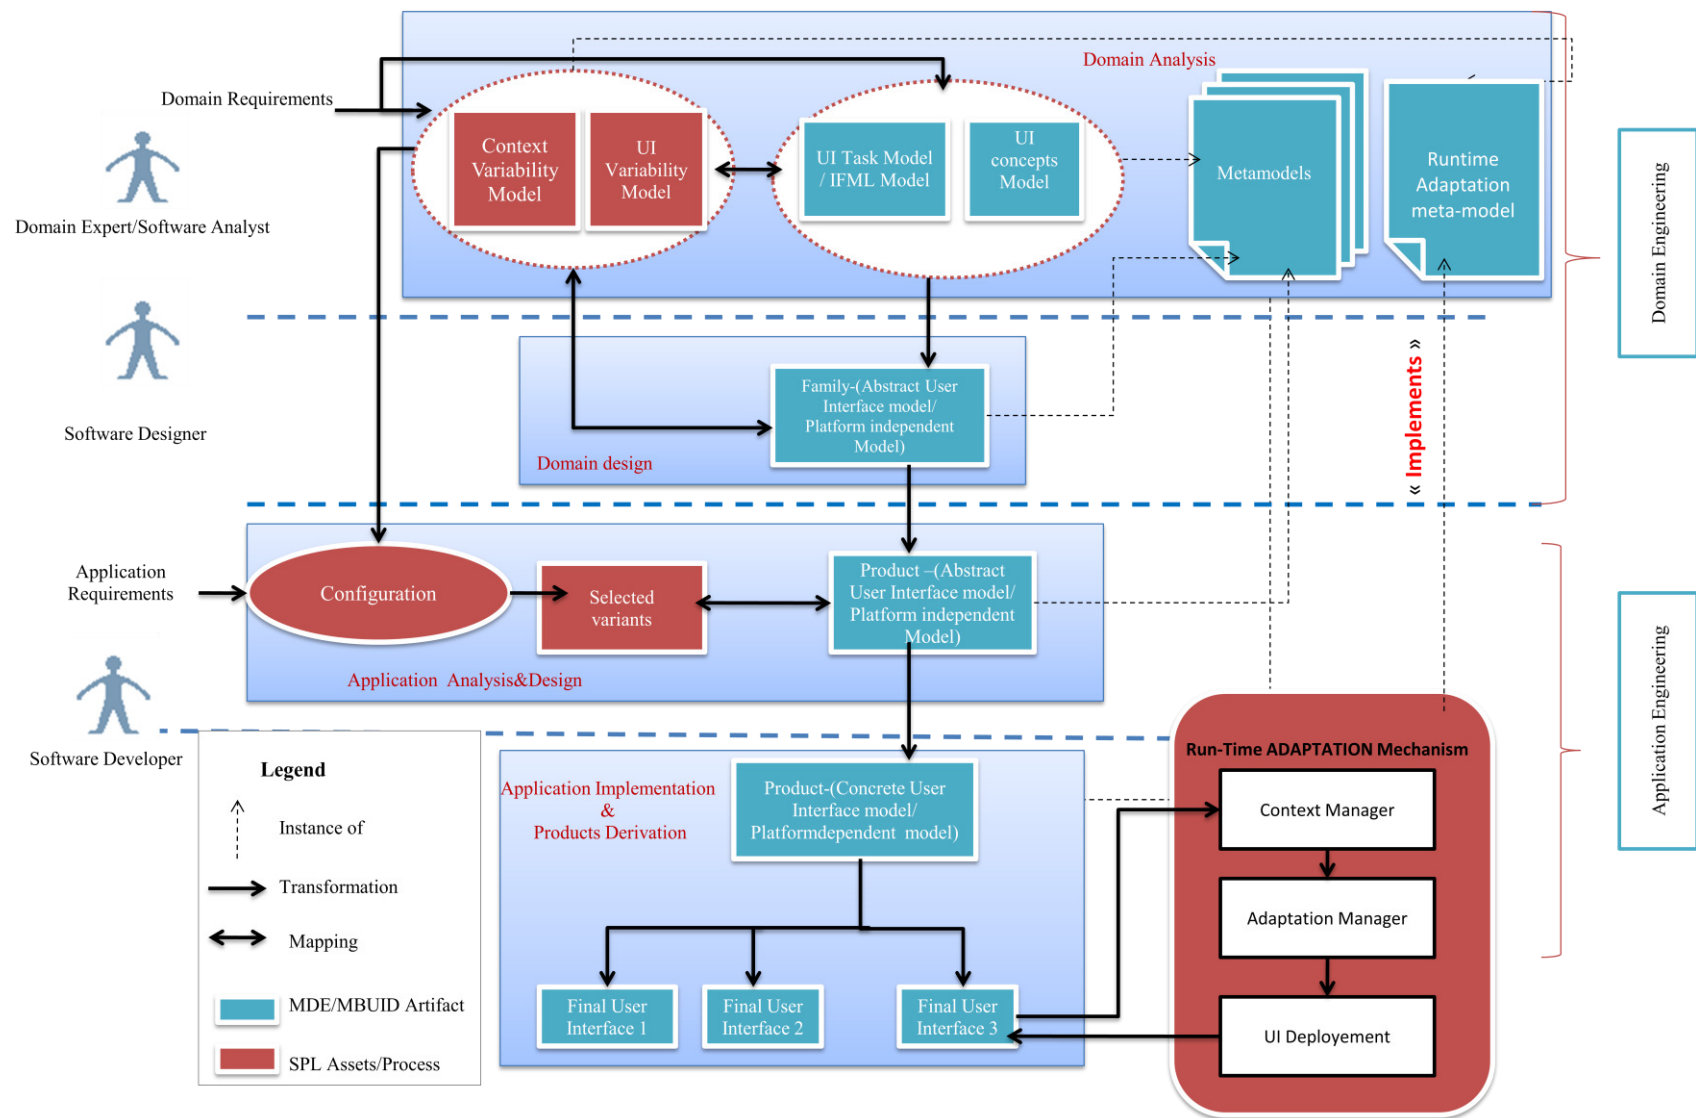 Domain Analysis
Domain Requirements
Context
Variability
Model
UI
Variability
Model
UI Task Model
/ IFML Model
UI
concepts
Model
Metamodels
Runtime
Adaptation
meta-model
Domain Engineering
Domain Expert/Software Analyst
Software Designer
Family-(Abstract User
Interface model/
Platform independent
Model)
Domain design
« Implements »
Application
Requirements
Configuration
Selected
variants
Product –(Abstract
User Interface model/
Platform independent
Model)
Application Analysis&Design
Application Engineering
Software Developer
Legend
Instance of
Transformation
Mapping
MDE/MBUID Artifact
SPL Assets/Process
Application Implementation
&
Products Derivation
Product-(Concrete User
Interface model/
Platformdependent model)
Final User
Interface 1
Final User
Interface 2
Final User
Interface 3
Run-Time ADAPTATION Mechanism
Context Manager
Adaptation Manager
UI Deployement